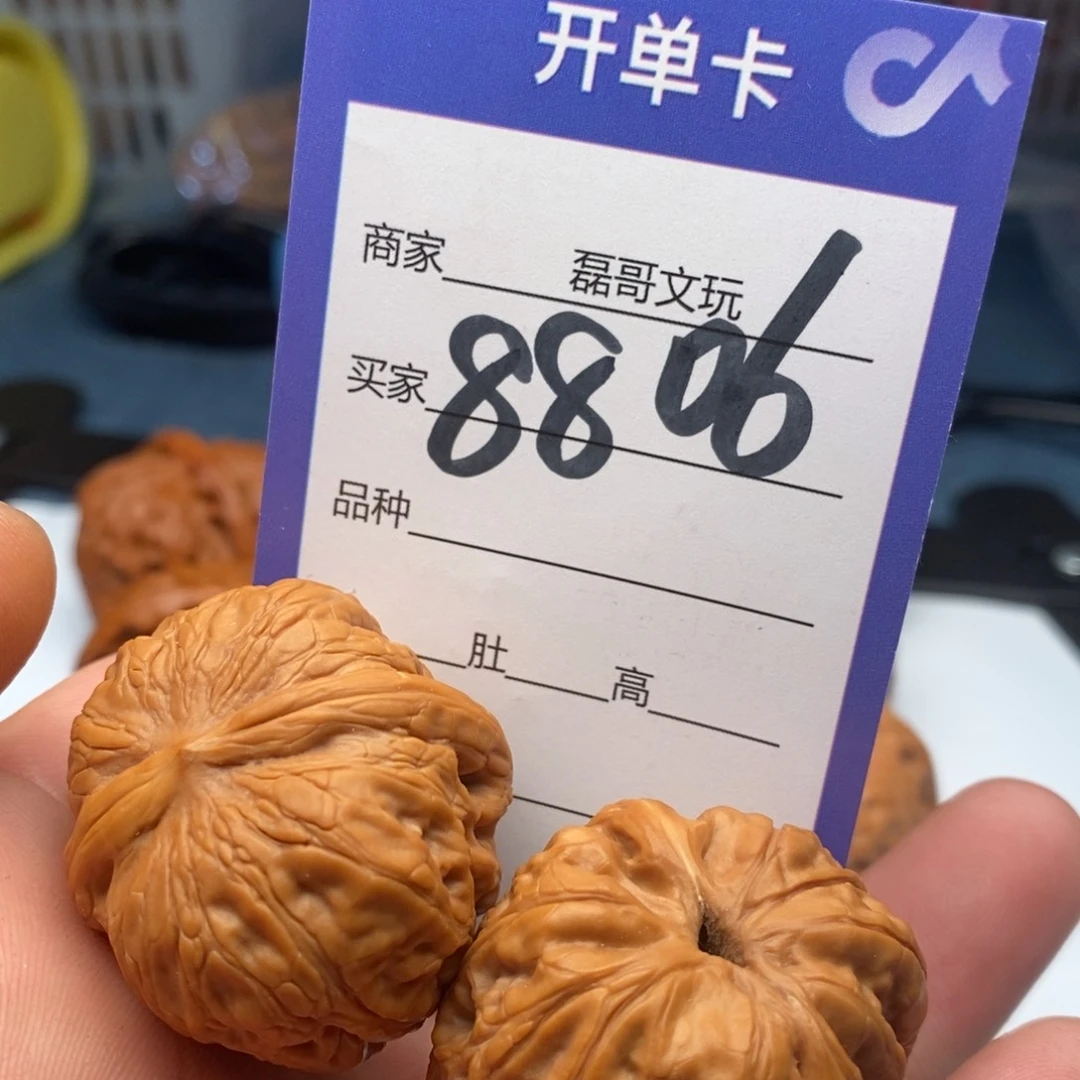 开单卡
商家 磊哥文玩
买家 8806
品种
肚 高